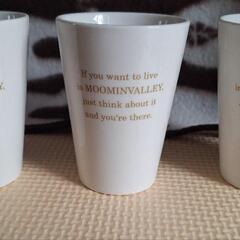 If you want to live
in MOOMINVALLEY,
just think about it
and you're there.